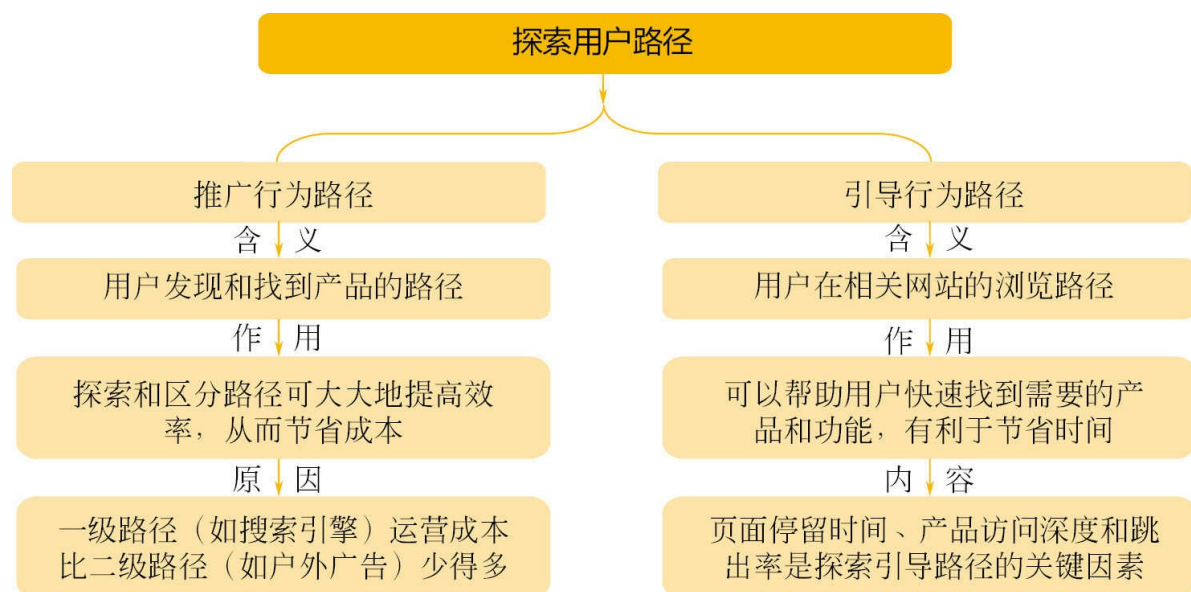 探索用户路径
推广行为路径
含 义
用户发现和找到产品的路径
作 用
探索和区分路径可大大地提高效
率，从而节省成本
原 因
一级路径（如搜索引擎）运营成本
比二级路径（如户外广告）少得多
引导行为路径
含 义
用户在相关网站的浏览路径
作 用
可以帮助用户快速找到需要的产
品和功能，有利于节省时间
内 容
页面停留时间、产品访问深度和跳
出率是探索引导路径的关键因素